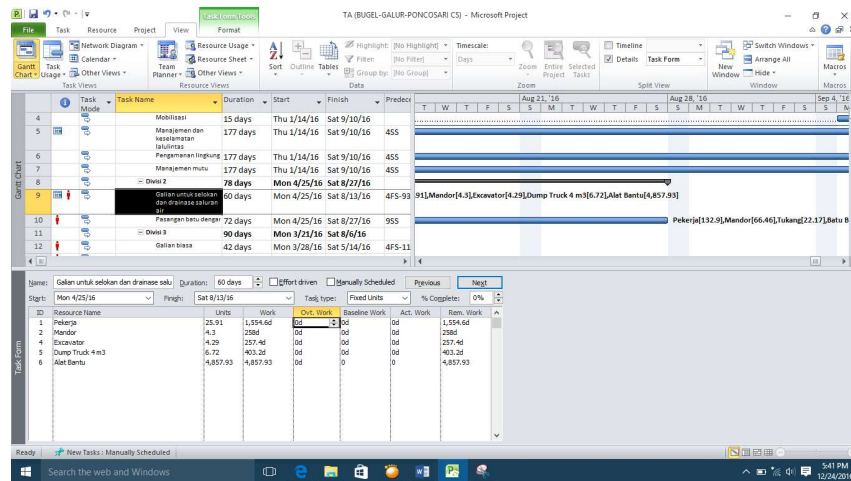 Task Form Tools
TA (BUGEL-GALUR-PONCOSARI CS) - Microsoft Project
File Task Resource Project View Format
Gantt Chart Task Usage Network Diagram Calendar Other Views
Team Planner Resource Usage Resource Sheet Other Views
Sort Outline Tables Highlight: [No Highlight] Filter: [No Filter] Group by: [No Group]
Timescale: Days
Zoom Entire Project Selected Tasks
Timeline
Details Task Form
New Window Switch Windows Arrange All Hide
Macros
Task Views Resource Views Data Zoom Split View Window Macros
Task Mode Task Name Duration Start Finish Predece
Aug 21, '16 Aug 28, '16 Sep 4, '16
T W T F S S M T W T F S S M T W T F S S M
4 Mobilisasi 15 days Thu 1/14/16 Sat 9/10/16
5 Manajemen dan keselamatan lalulintas 177 days Thu 1/14/16 Sat 9/10/16 4SS
6 Pengamanan lingkung 177 days Thu 1/14/16 Sat 9/10/16 4SS
7 Manajemen mutu 177 days Thu 1/14/16 Sat 9/10/16 4SS
8 Divisi 2 78 days Mon 4/25/16 Sat 8/27/16
9 Galian untuk selokan dan drainase saluran air 60 days Mon 4/25/16 Sat 8/13/16 4FS-93 91],Mandor[4.3],Excavator[4.29],Dump Truck 4 m3[6.72],Alat Bantu[4,857.93]
10 Pasangan batu dengar 72 days Mon 4/25/16 Sat 8/27/16 9SS Pekerja[132.9],Mandor[66.46],Tukang[22.17],Batu B
11 Divisi 3 90 days Mon 3/21/16 Sat 8/6/16
12 Galian biasa 42 days Mon 3/28/16 Sat 5/14/16 4FS-11
Gantt Chart
Name: Galian untuk selokan dan drainase salu Duration: 60 days Effort driven Manually Scheduled Previous Next
Start: Mon 4/25/16 Finish: Sat 8/13/16 Task type: Fixed Units % Complete: 0%
ID Resource Name Units Work Ovt. Work Baseline Work Act. Work Rem. Work
1 Pekerja 25.91 1,554.6d 0d 0d 0d 1,554.6d
2 Mandor 4.3 258d 0d 0d 0d 258d
3 Excavator 4.29 257.4d 0d 0d 0d 257.4d
5 Dump Truck 4 m3 6.72 403.2d 0d 0d 0d 403.2d
6 Alat Bantu 4,857.93 4,857.93 0d 0 0 4,857.93
Task Form
Ready New Tasks : Manually Scheduled
Search the web and Windows
5:41 PM